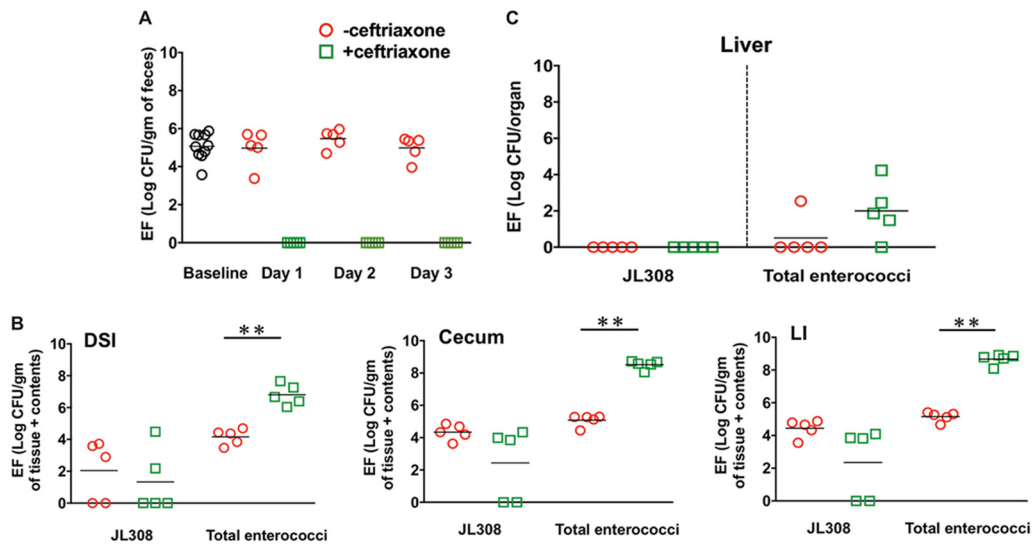 A
-ceftriaxone
+ceftriaxone
EF (Log CFU/gm of feces)
10
8
6
4
2
0
Baseline Day 1 Day 2 Day 3
C
Liver
EF (Log CFU/organ
10
8
6
4
2
0
JL308 Total enterococci
B
DSI
**
EF (Log CFU/gm
of tissue + contents)
10
8
6
4
2
0
JL308 Total enterococci
Cecum
**
EF (Log CFU/gm
of tissue + contents)
10
8
6
4
2
0
JL308 Total enterococci
LI
**
EF (Log CFU/gm
of tissue + contents)
10
8
6
4
2
0
JL308 Total enterococci